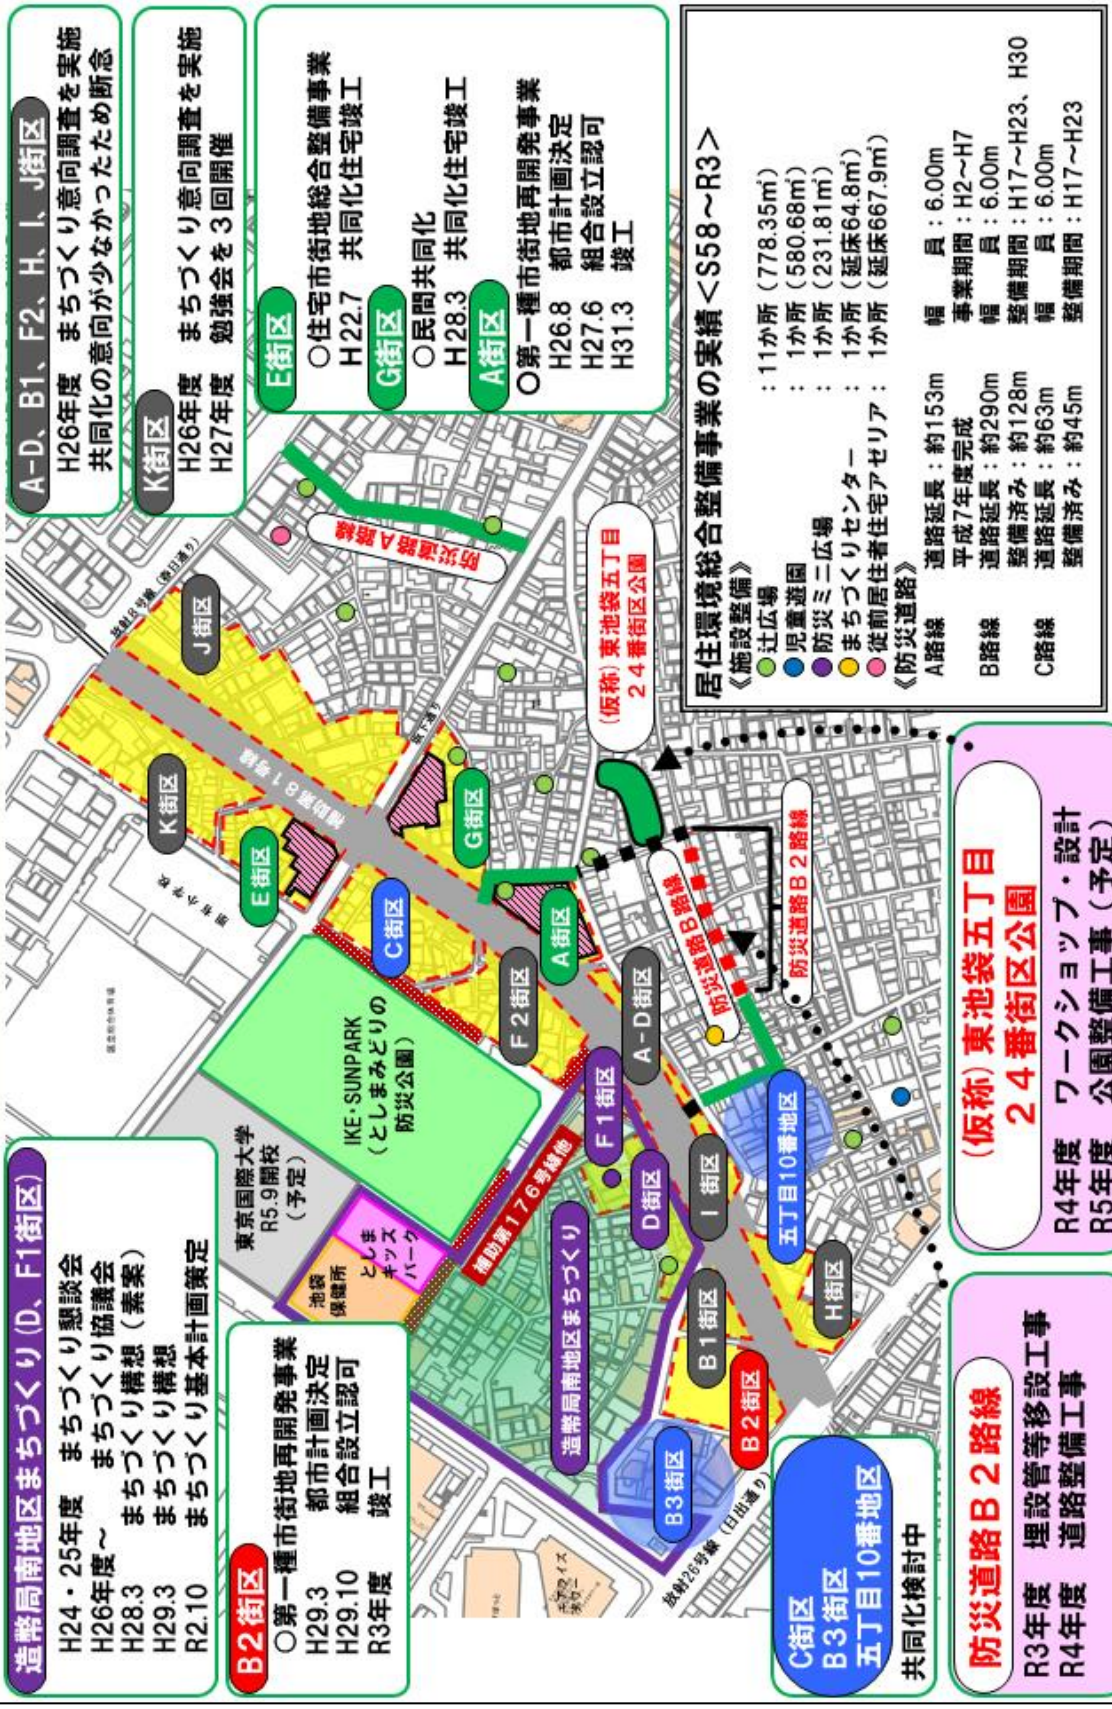 造幣局南地区まちづくり(D、F1街区)
H24・25年度　まちづくり懇談会
H26年度～　まちづくり協議会
H28.3　まちづくり構想（素案）
H29.3　まちづくり構想
R2.10　まちづくり基本計画策定
B2街区
○第一種市街地再開発事業
H29.3　都市計画決定
H29.10　組合設立認可
R3年度　竣工
A-D、B1、F2、H、I、J街区
H26年度　まちづくり意向調査を実施
共同化の意向が少なかったため断念
K街区
H26年度　まちづくり意向調査を実施
H27年度　勉強会を３回開催
E街区
○住宅市街地総合整備事業
H22.7　共同化住宅竣工
G街区
○民間共同化
H28.3　共同化住宅竣工
A街区
○第一種市街地再開発事業
H26.8　都市計画決定
H27.6　組合設立認可
H31.3　竣工
東京国際大学
R5.9開校
（予定）
池袋
保健所
としま
キッズ
パーク
IKE・SUNPARK
(としまみどりの
防災公園)
補助第１７６号線他
造幣局南地区まちづくり
補助第８１号線
放射８号線（春日通り）
坂下通り
朋有小学校
放射26号線（日出通り）
K街区
J街区
E街区
C街区
G街区
F２街区
A街区
A-D街区
F１街区
D街区
I 街区
B１街区
B２街区
B３街区
H街区
五丁目10番地区
防災道路Ａ路線
防災道路Ｂ路線
防災道路Ｂ２路線
(仮称)東池袋五丁目
２４番街区公園
居住環境総合整備事業の実績＜S58～R3＞
《施設整備》
辻広場　：11か所（778.35㎡）
児童遊園　：1か所（580.68㎡）
防災ミニ広場　：1か所（231.81㎡）
まちづくりセンター　：1か所（延床64.8㎡）
従前居住者住宅アゼリア：1か所（延床667.9㎡）
《防災道路》
A路線　道路延長：約153m　幅　員：6.00m
平成7年度完成　事業期間：H2～H7
B路線　道路延長：約290m　幅　員：6.00m
整備済み：約128m　整備期間：H17～H23、H30
C路線　道路延長：約63m　幅　員：6.00m
整備済み：約45m　整備期間：H17～H23
C街区
B３街区
五丁目10番地区
共同化検討中
防災道路Ｂ２路線
R3年度　埋設管等移設工事
R4年度　道路整備工事
(仮称)東池袋五丁目
２４番街区公園
R4年度　ワークショップ・設計
R5年度　公園整備工事（予定）